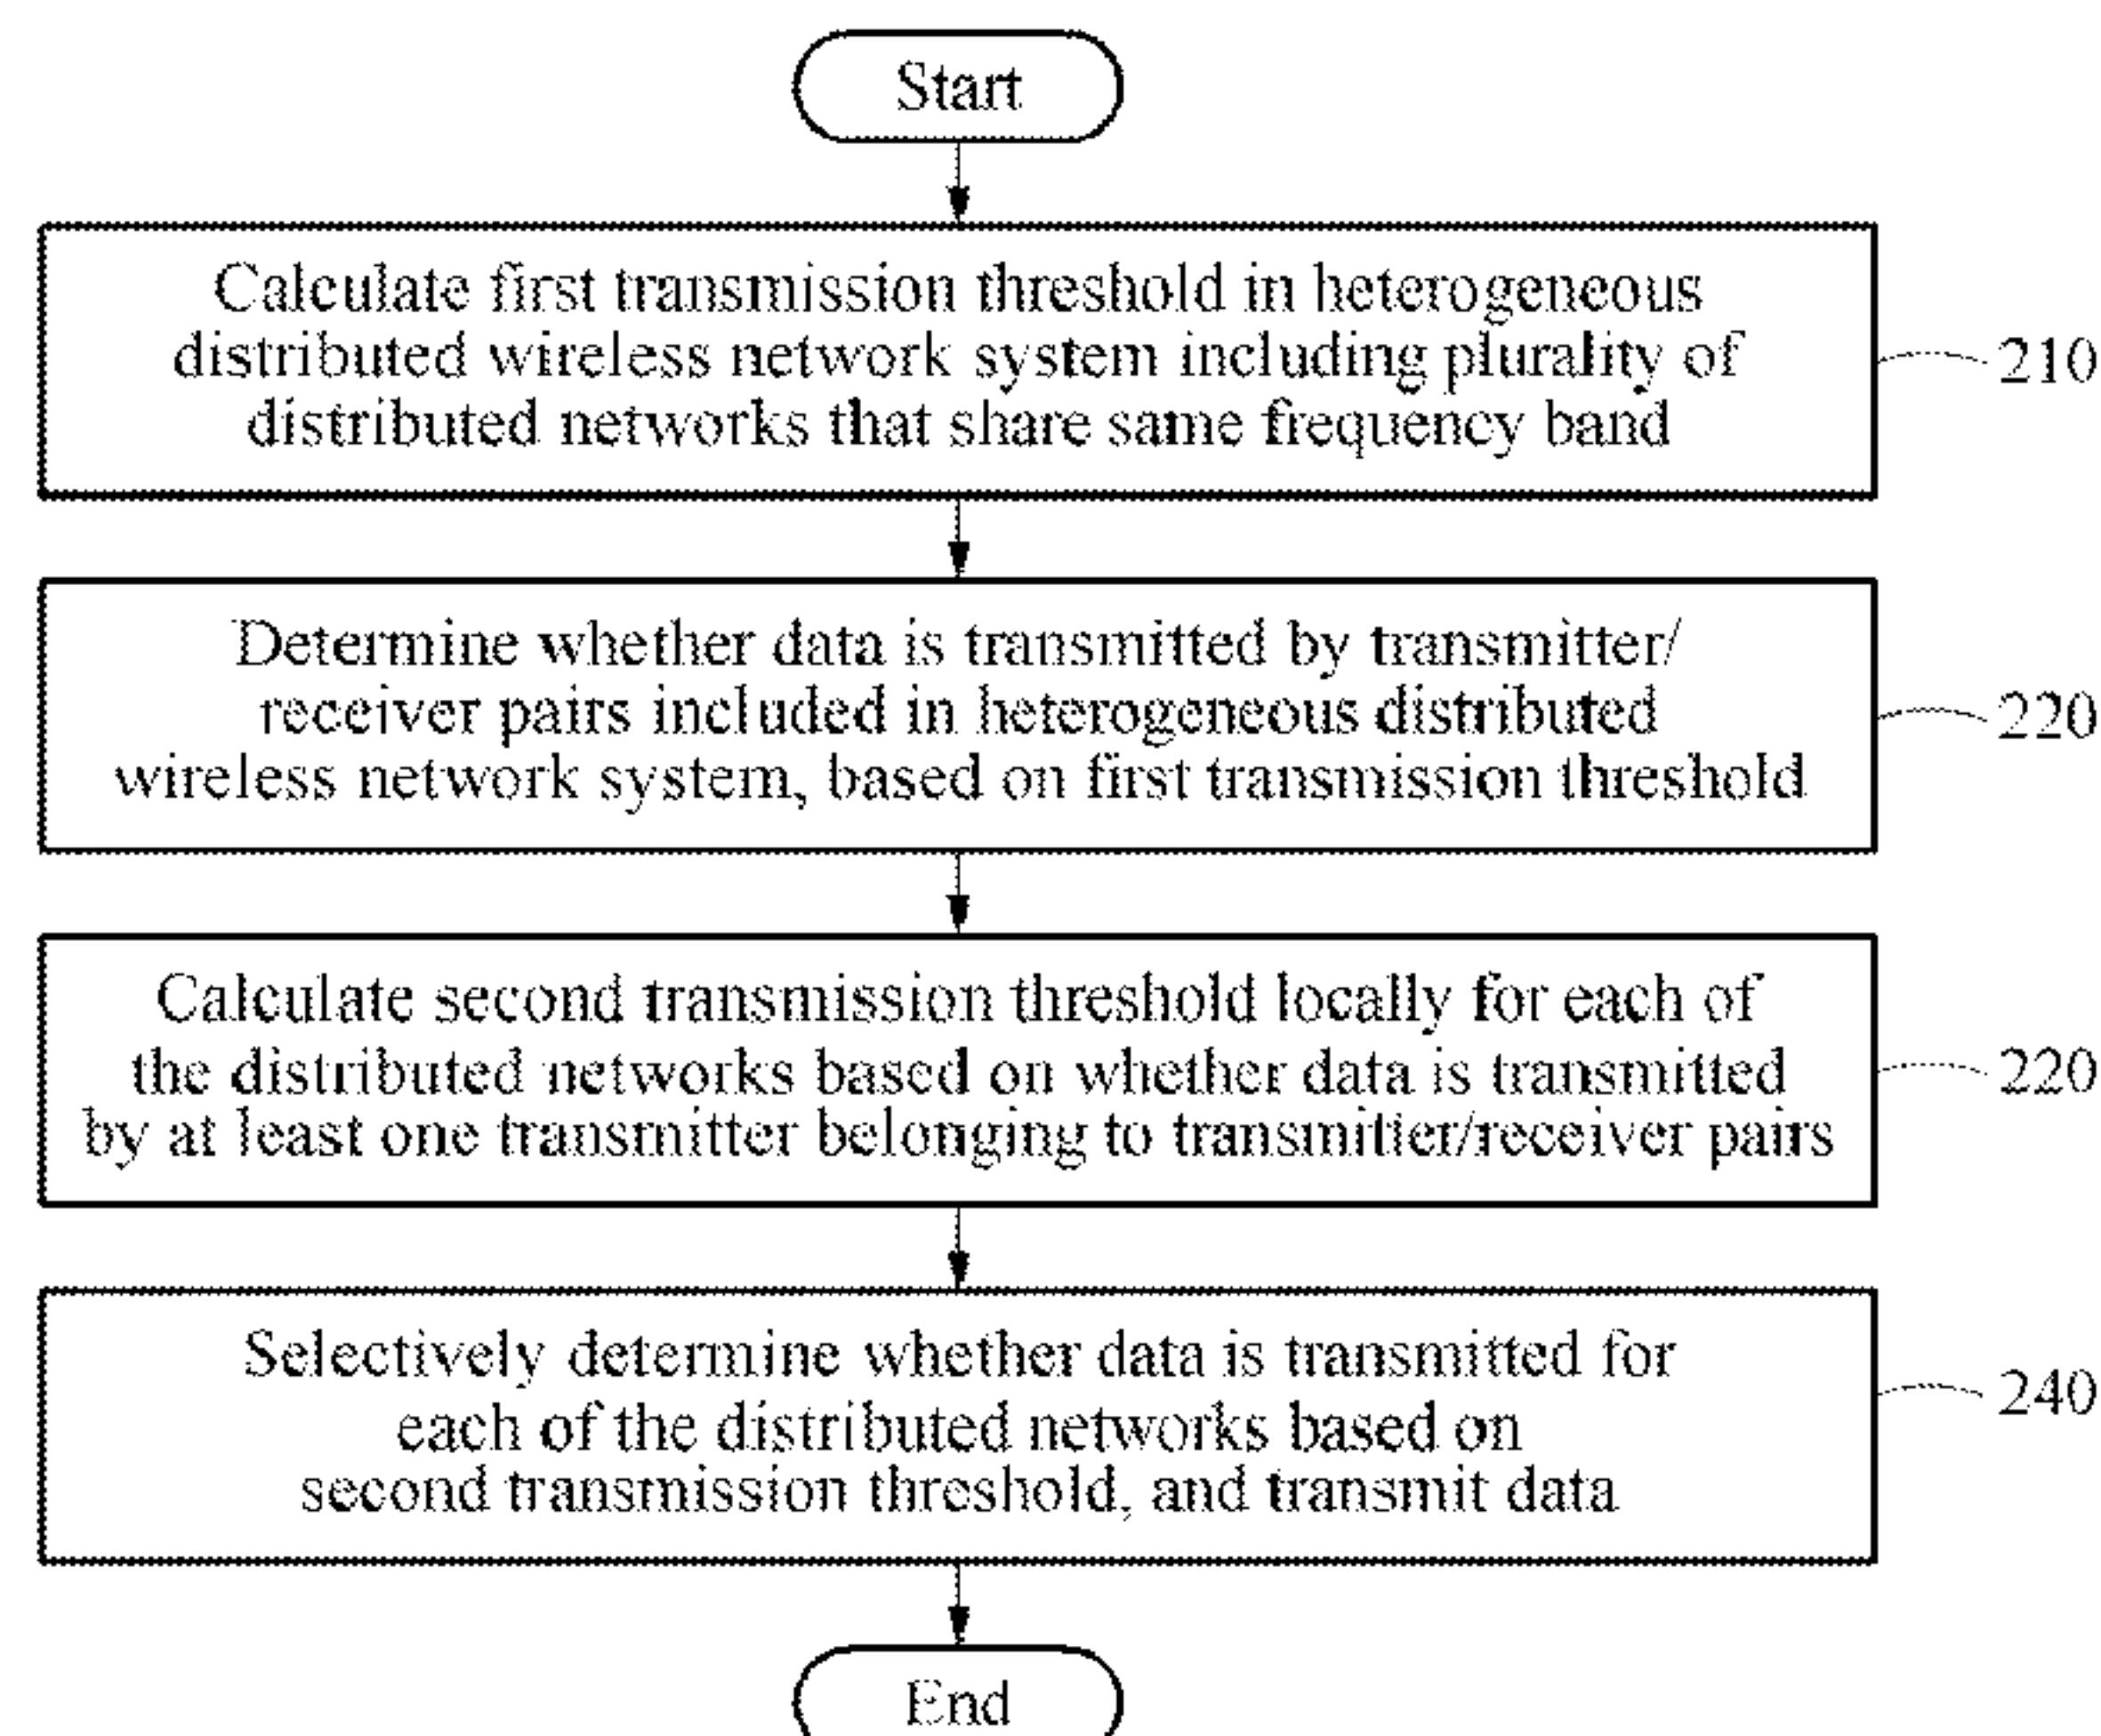 Start
Calculate first transmission threshold in heterogeneous
distributed wireless network system including plurality of
distributed networks that share same frequency band
210
Determine whether data is transmitted by transmitter/
receiver pairs included in heterogeneous distributed
wireless network system, based on first transmission threshold
220
Calculate second transmission threshold locally for each of
the distributed networks based on whether data is transmitted
by at least one transmitter belonging to transmitter/receiver pairs
220
Selectively determine whether data is transmitted for
each of the distributed networks based on
second transmission threshold, and transmit data
240
End